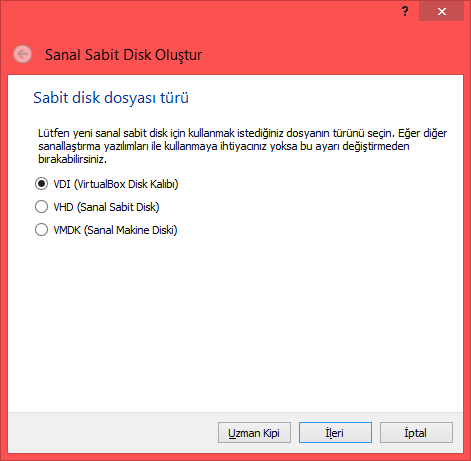 ?
Sanal Sabit Disk Oluştur
Sabit disk dosyası türü
Lütfen yeni sanal sabit disk için kullanmak istediğiniz dosyanın türünü seçin. Eğer diğer
sanallaştırma yazılımları ile kullanmaya ihtiyacınız yoksa bu ayarı değiştirmeden
bırakabilirsiniz.
VDI (VirtualBox Disk Kalıbı)
VHD (Sanal Sabit Disk)
VMDK (Sanal Makine Diski)
Uzman Kipi
İleri
İptal